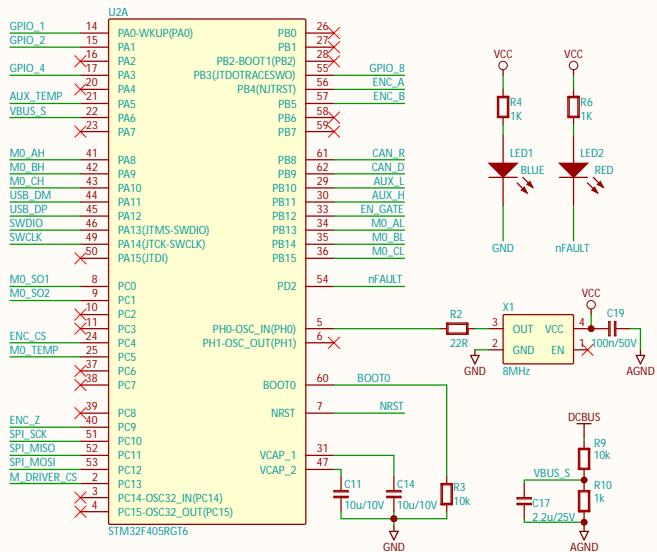 U2A
GPIO_1 14 PA0-WKUP(PA0)
GPIO_2 15 PA1
16 PA2
GPIO_4 17 PA3
20 PA4
AUX_TEMP 21 PA5
VBUS_S 22 PA6
23 PA7
M0_AH 41 PA8
M0_BH 42 PA9
M0_CH 43 PA10
USB_DM 44 PA11
USB_DP 45 PA12
SWDIO 46 PA13(JTMS-SWDIO)
SWCLK 49 PA14(JTCK-SWCLK)
50 PA15(JTDI)
M0_SO1 8 PC0
M0_SO2 9 PC1
10 PC2
11 PC3
ENC_CS 24 PC4
M0_TEMP 25 PC5
37 PC6
38 PC7
39 PC8
ENC_Z 40 PC9
SPI_SCK 51 PC10
SPI_MISO 52 PC11
SPI_MOSI 53 PC12
M_DRIVER_CS 2 PC13
3 PC14-OSC32_IN(PC14)
4 PC15-OSC32_OUT(PC15)
STM32F405RGT6
PB0 26
PB1 27
PB2-BOOT1(PB2) 28
PB3(JTDOTRACESWO) 55 GPIO_8
PB4(NJTRST) 56 ENC_A
PB5 57 ENC_B
PB6 58
PB7 59
PB8 61 CAN_R
PB9 62 CAN_D
PB10 29 AUX_L
PB11 30 AUX_H
PB12 33 EN_GATE
PB13 34 M0_AL
PB14 35 M0_BL
PB15 36 M0_CL
PD2 54 nFAULT
PH0-OSC_IN(PH0) 5
PH1-OSC_OUT(PH1) 6
BOOT0 60 BOOT0
NRST 7 NRST
VCAP_1 31
VCAP_2 47
C11
10u/10V
C14
10u/10V
R3
10k
GND
VCC VCC
R4
1K
R6
1K
LED1
BLUE
LED2
RED
GND nFAULT
R2
22R
X1
3 OUT VCC 4
2 GND EN 1
8MHz
GND
VCC
C19
100n/50V
AGND
DCBUS
R9
10k
VBUS_S
R10
1k
C17
2.2u/25V
AGND